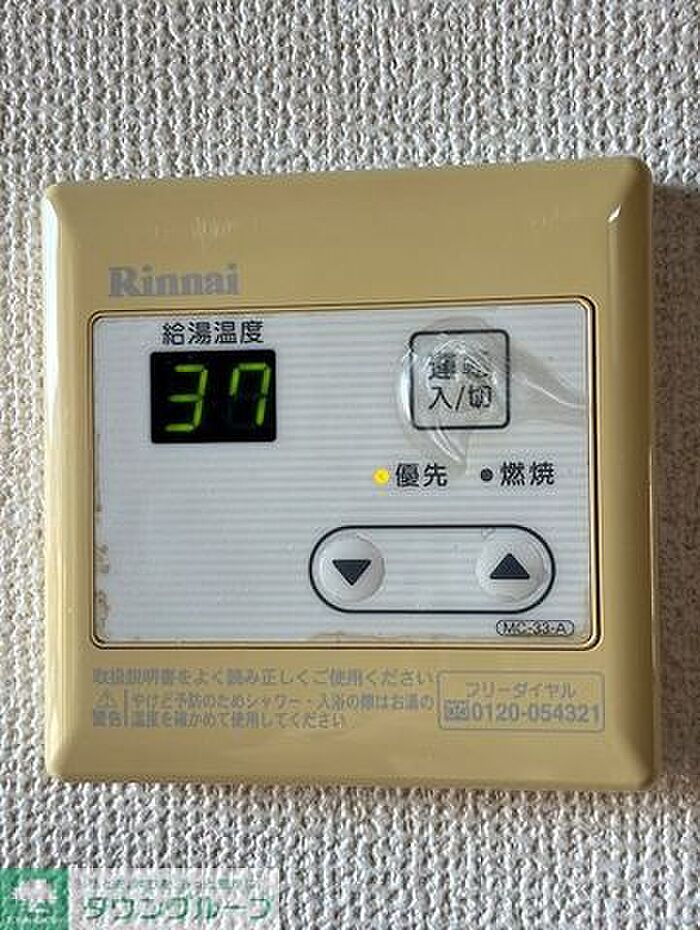 Rinnai
給湯温度
37
運転
入/切
優先 燃焼
MC-33-A
取扱説明書をよく読み正しくご使用ください
警告 やけど予防のためシャワー・入浴の際はお湯の
温度を確かめて使用してください
フリーダイヤル
0120-054321
タウングループ